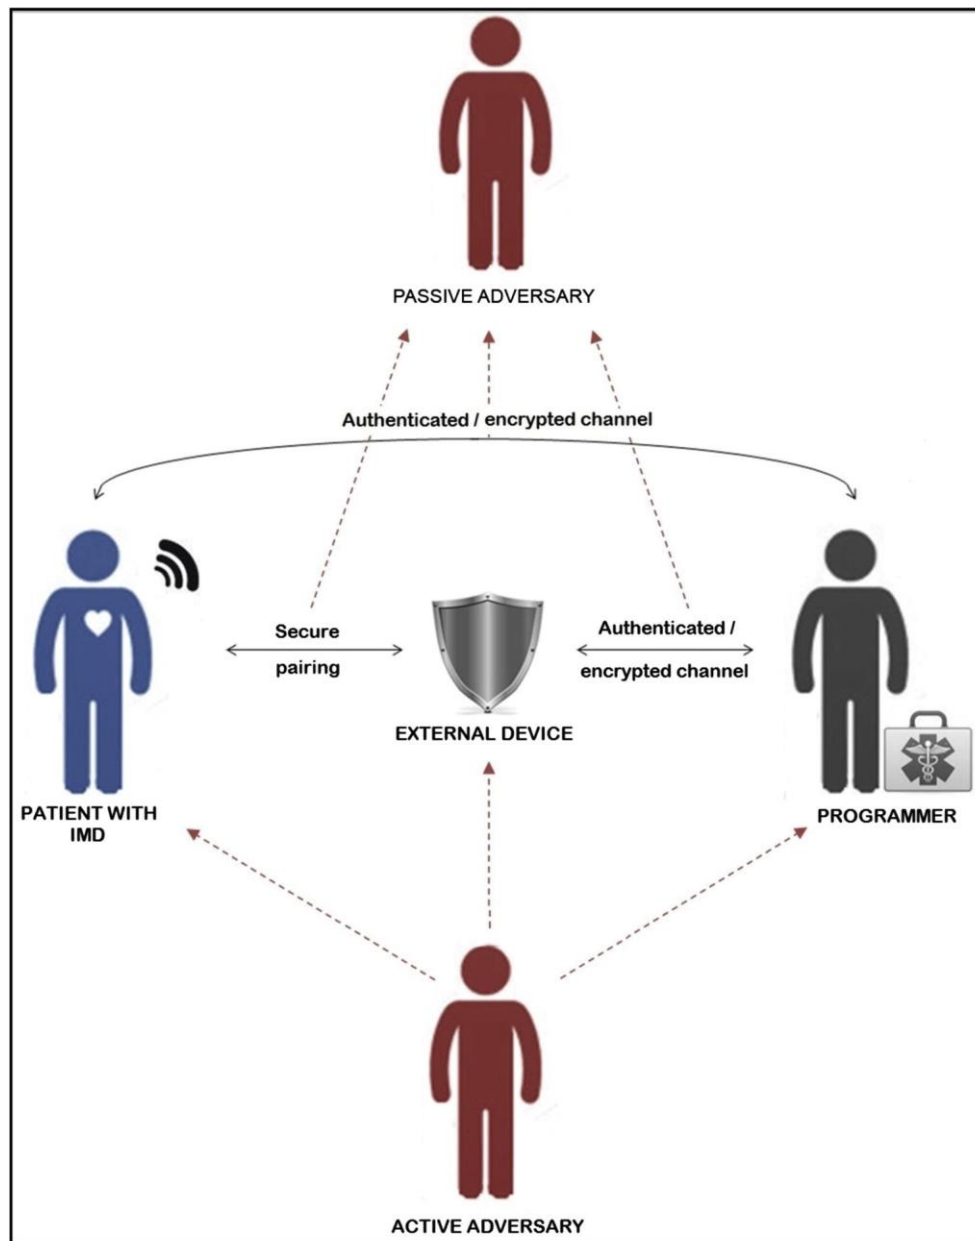 PASSIVE ADVERSARY
Authenticated / encrypted channel
Secure
pairing
Authenticated /
encrypted channel
EXTERNAL DEVICE
PATIENT WITH
IMD
PROGRAMMER
ACTIVE ADVERSARY